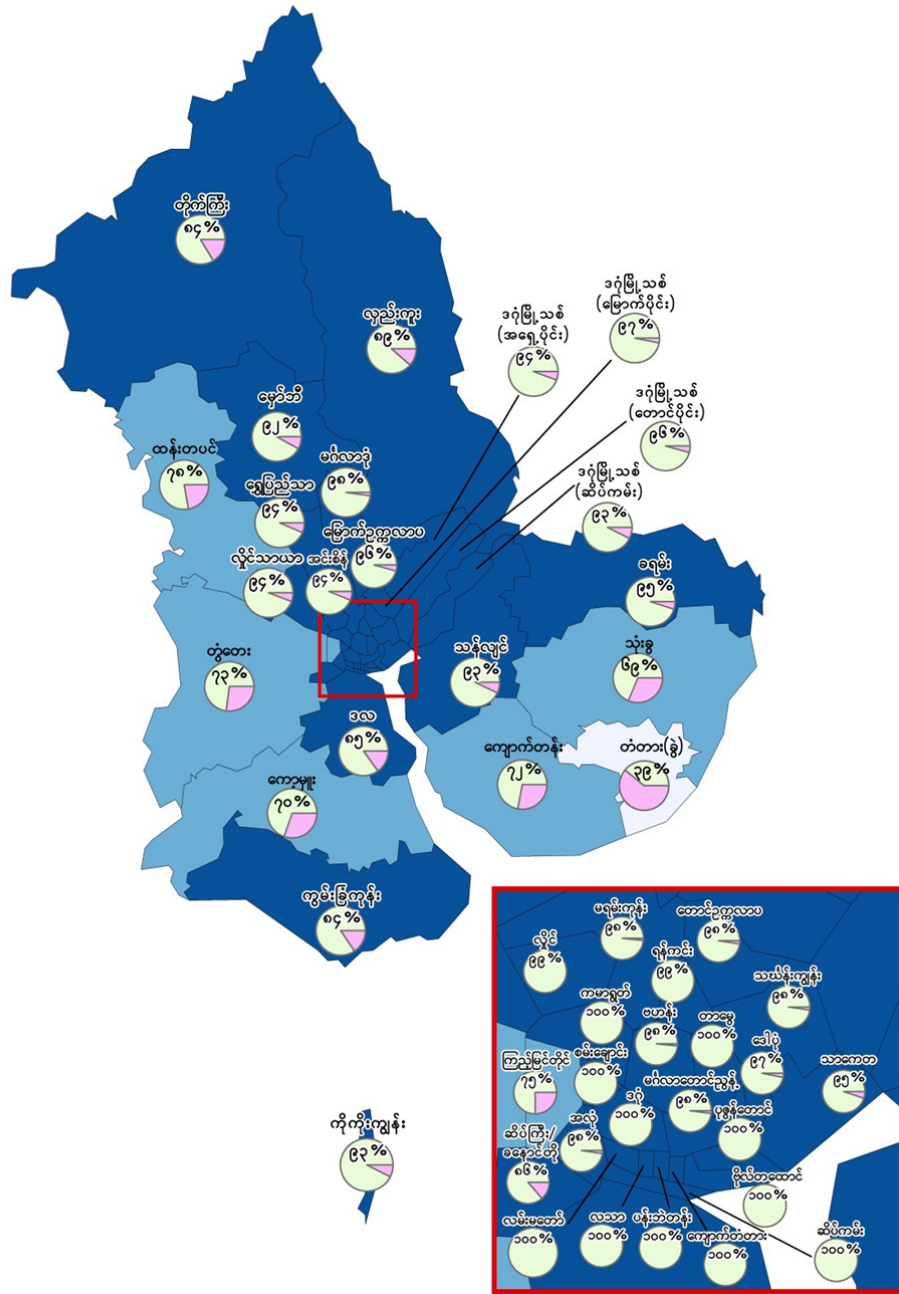 တိုက်ကြီး
၈၄%
လှည်းကူး
၈၉%
ဒဂုံမြို့သစ်
(မြောက်ပိုင်း)
၉၇%
ဒဂုံမြို့သစ်
(အရှေ့ပိုင်း)
၉၄%
ဒဂုံမြို့သစ်
(တောင်ပိုင်း)
၉၆%
မှော်ဘီ
၉၂%
ထန်းတပင်
၇၈%
မင်္ဂလာဒုံ
၉၈%
ဒဂုံမြို့သစ်
(ဆိပ်ကမ်း)
၉၃%
ရွှေပြည်သာ
၉၄%
မြောက်ဥက္ကလာပ
၉၆%
လှိုင်သာယာ
၉၄%
အင်းစိန်
၉၄%
ခရမ်း
၉၅%
တွံတေး
၇၃%
သန်လျင်
၉၃%
သုံးခွ
၆၉%
ဒလ
၈၅%
ကျောက်တန်း
၇၂%
တံတား(ခွဲ)
၃၉%
ကော့မှူး
၇၀%
ကွမ်းခြံကုန်း
၈၄%
ကိုကိုးကျွန်း
၉၃%
မရမ်းကုန်း
၉၈%
တောင်ဥက္ကလာပ
၉၈%
လှိုင်
၉၉%
ရန်ကင်း
၉၉%
သင်္ဃန်းကျွန်း
၉၈%
ကမာရွတ်
၁၀၀%
ဗဟန်း
၉၈%
တာမွေ
၁၀၀%
ဒေါပုံ
၉၇%
သာကေတ
၉၅%
ကြည့်မြင်တိုင်
၇၅%
စမ်းချောင်း
၁၀၀%
မင်္ဂလာတောင်ညွန့်
၉၈%
ဒဂုံ
၁၀၀%
ပုဇွန်တောင်
၁၀၀%
အလုံ
၉၈%
ဆိပ်ကြီး/
ခနောင်တို
၈၆%
ဗိုလ်တထောင်
၁၀၀%
လမ်းမတော်
၁၀၀%
လသာ
၁၀၀%
ပန်းဘဲတန်း
၁၀၀%
ကျောက်တံတား
၁၀၀%
ဆိပ်ကမ်း
၁၀၀%